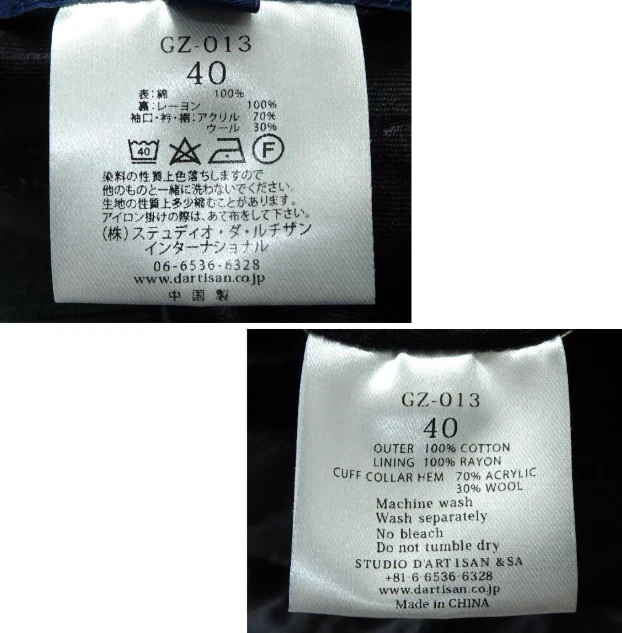 GZ-013
40
表:綿 100%
裏:レーヨン 100%
袖口・衿・裾:アクリル 70%
ウール 30%
40 F
染料の性質上色落ちしますので
他のものと一緒に洗わないでください。
生地の性質上多少縮むことがあります。
アイロン掛けの際は、あて布をして下さい。
(株)ステュディオ・ダ・ルチザン
インターナショナル
06-6536-6328
www.dartisan.co.jp
中国製
GZ-013
40
OUTER 100% COTTON
LINING 100% RAYON
CUFF COLLAR HEM 70% ACRYLIC
30% WOOL
Machine wash
Wash separately
No bleach
Do not tumble dry
STUDIO D'ARTISAN &SA
+81-6-6536-6328
www.dartisan.co.jp
Made in CHINA